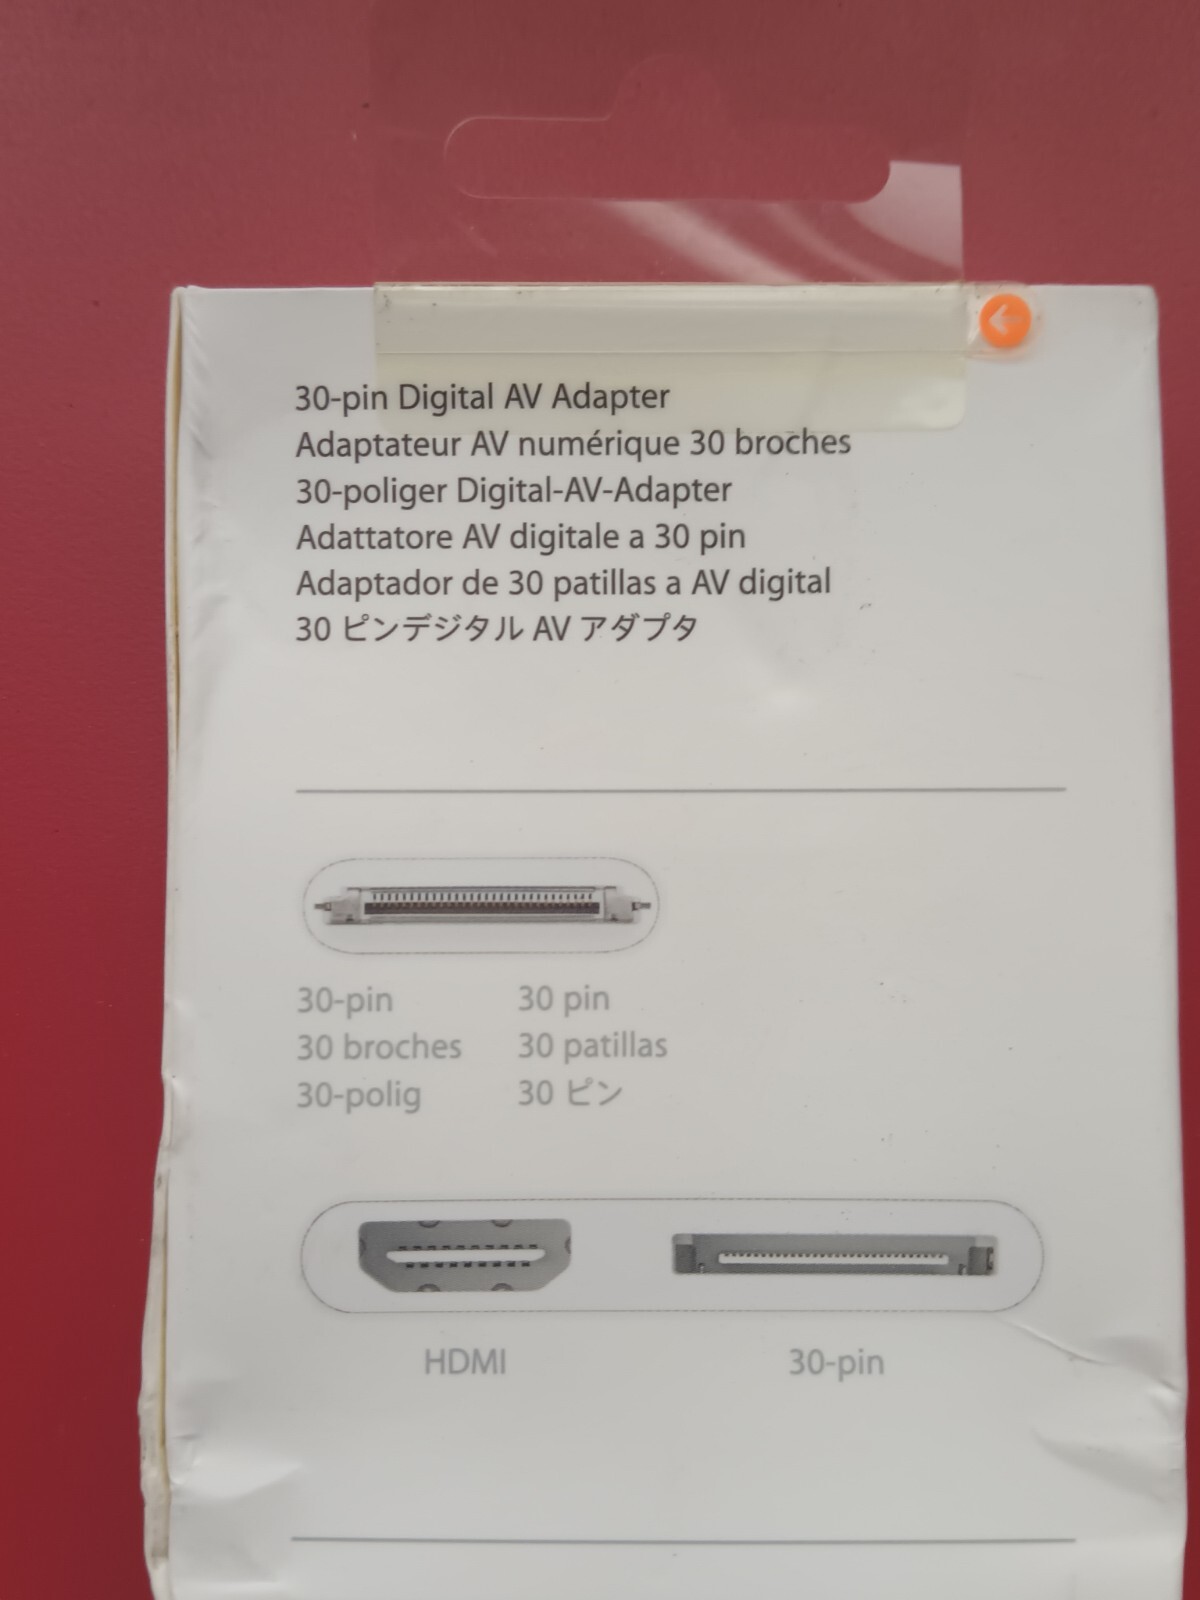 30-pin Digital AV Adapter
Adaptateur AV numérique 30 broches
30-poliger Digital-AV-Adapter
Adattatore AV digitale a 30 pin
Adaptador de 30 patillas a AV digital
30 ピンデジタル AV アダプタ
30-pin
30 broches
30-polig
30 pin
30 patillas
30 ピン
HDMI
30-pin